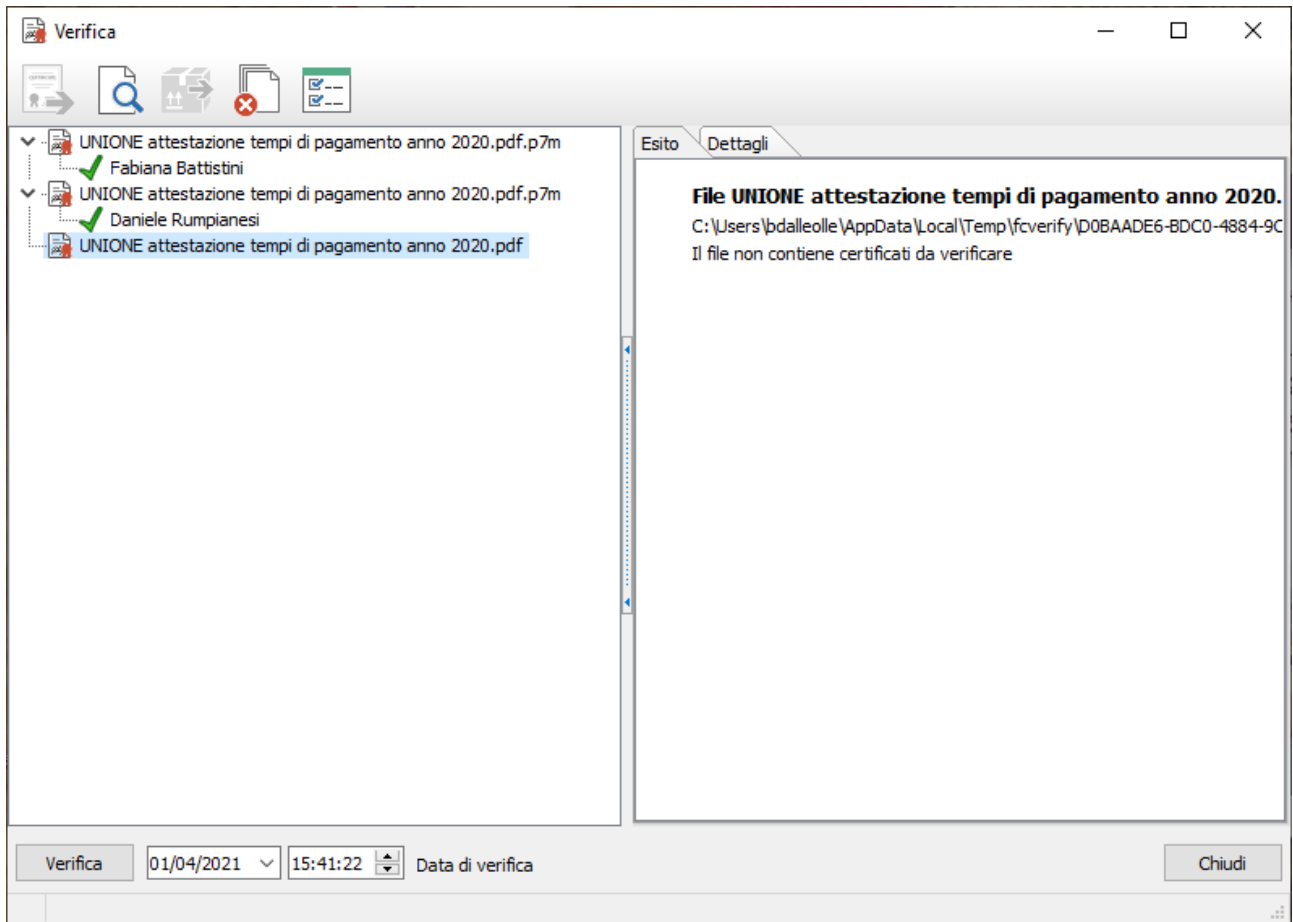 Verifica
UNIONE attestazione tempi di pagamento anno 2020.pdf.p7m
Fabiana Battistini
UNIONE attestazione tempi di pagamento anno 2020.pdf.p7m
Daniele Rumpianesi
UNIONE attestazione tempi di pagamento anno 2020.pdf
Esito Dettagli
File UNIONE attestazione tempi di pagamento anno 2020.
C:\Users\bdalleolle\AppData\Local\Temp\fcverify\D0BAADE6-BDC0-4884-9C
Il file non contiene certificati da verificare
Verifica 01/04/2021 15:41:22 Data di verifica Chiudi